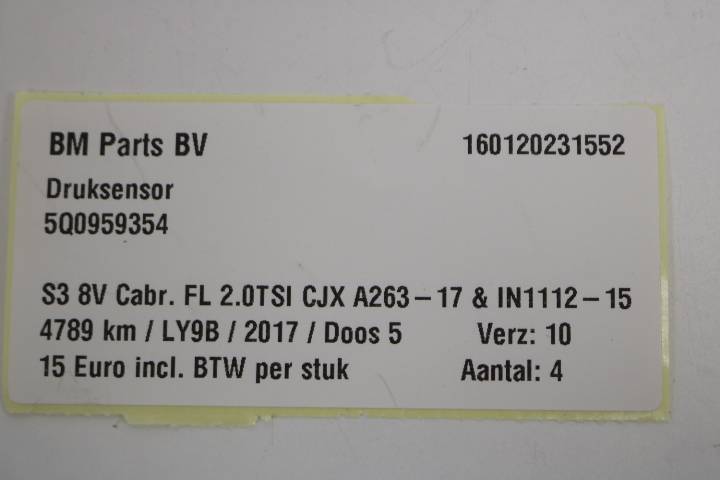 BM Parts BV 160120231552
Druksensor
5Q0959354
S3 8V Cabr. FL 2.0TSI CJX A263-17 & IN1112-15
4789 km / LY9B / 2017 / Doos 5 Verz: 10
15 Euro incl. BTW per stuk Aantal: 4